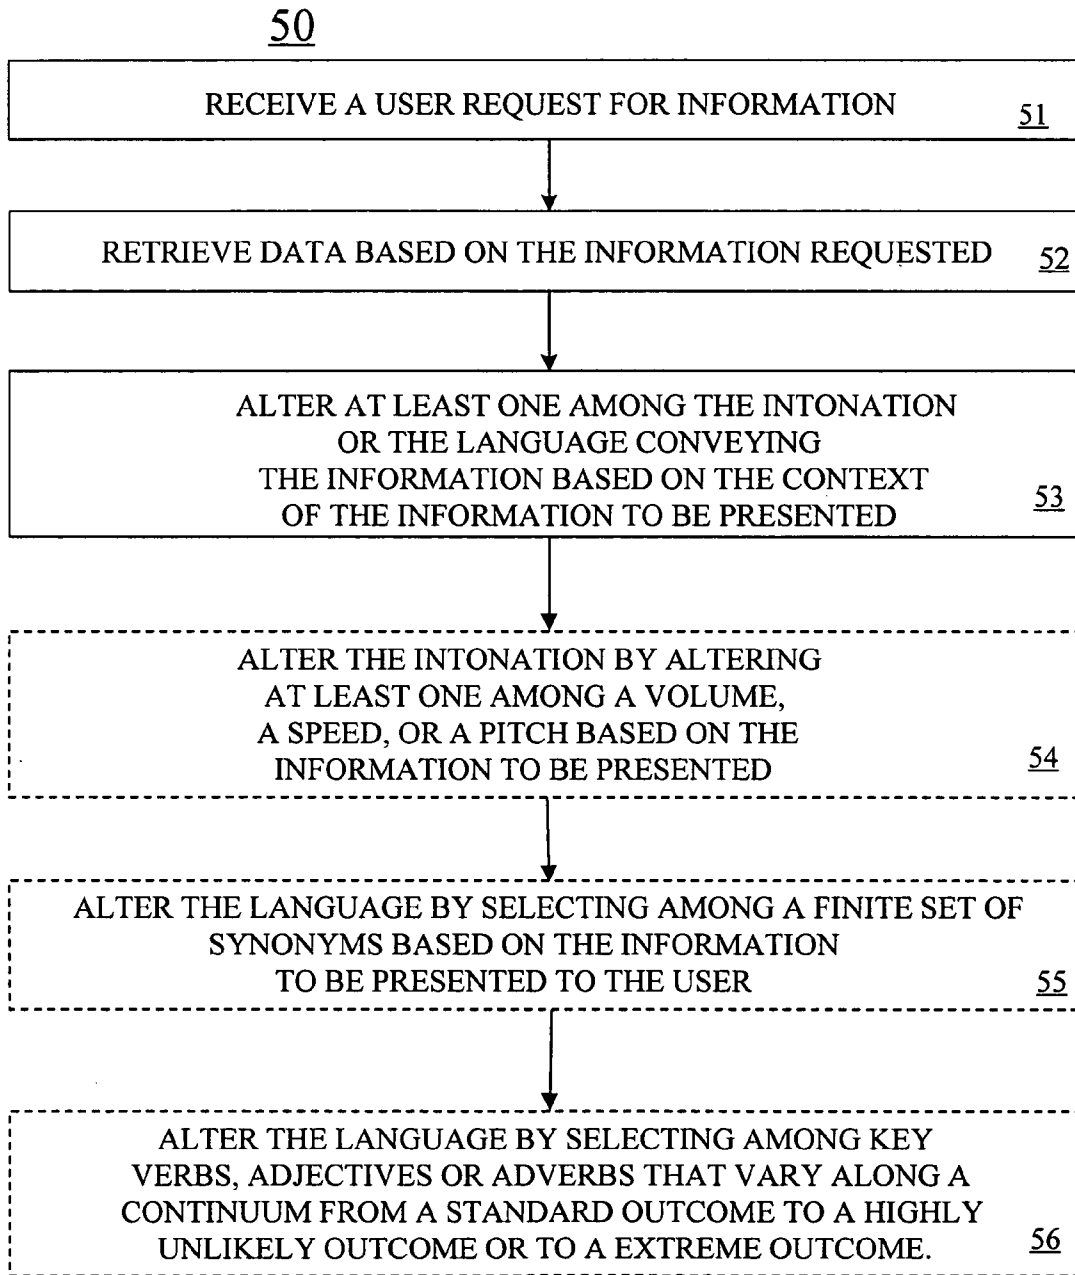 50
RECEIVE A USER REQUEST FOR INFORMATION 51
RETRIEVE DATA BASED ON THE INFORMATION REQUESTED 52
ALTER AT LEAST ONE AMONG THE INTONATION
OR THE LANGUAGE CONVEYING
THE INFORMATION BASED ON THE CONTEXT
OF THE INFORMATION TO BE PRESENTED 53
ALTER THE INTONATION BY ALTERING
AT LEAST ONE AMONG A VOLUME,
A SPEED, OR A PITCH BASED ON THE
INFORMATION TO BE PRESENTED 54
ALTER THE LANGUAGE BY SELECTING AMONG A FINITE SET OF
SYNONYMS BASED ON THE INFORMATION
TO BE PRESENTED TO THE USER 55
ALTER THE LANGUAGE BY SELECTING AMONG KEY
VERBS, ADJECTIVES OR ADVERBS THAT VARY ALONG A
CONTINUUM FROM A STANDARD OUTCOME TO A HIGHLY
UNLIKELY OUTCOME OR TO A EXTREME OUTCOME. 56